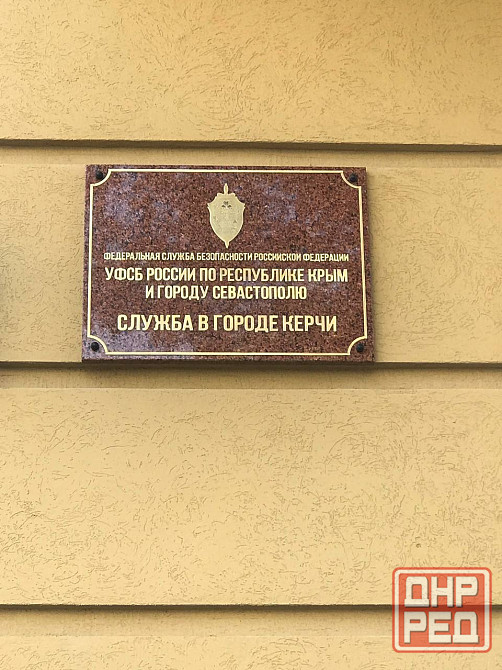 ФЕДЕРАЛЬНАЯ СЛУЖБА БЕЗОПАСНОСТИ РОССИЙСКОЙ ФЕДЕРАЦИИ
УФСБ РОССИИ ПО РЕСПУБЛИКЕ КРЫМ
И ГОРОДУ СЕВАСТОПОЛЮ
СЛУЖБА В ГОРОДЕ КЕРЧИ
ДНР
РЕД